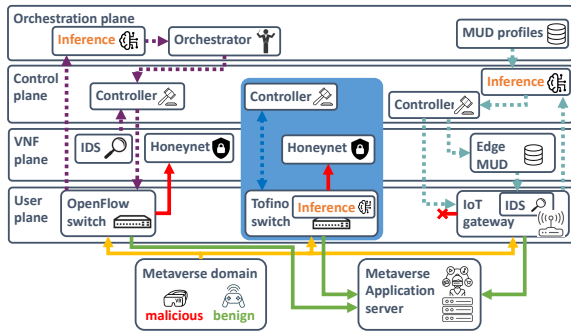 Orchestration plane
Inference
Orchestrator
MUD profiles
Control
plane
Controller
Controller
Controller
Inference
VNF
plane
IDS
Honeynet
Honeynet
Edge
MUD
User
plane
OpenFlow
switch
Tofino
switch
Inference
IoT
gateway
IDS
Metaverse domain
malicious
benign
Metaverse
Application
server